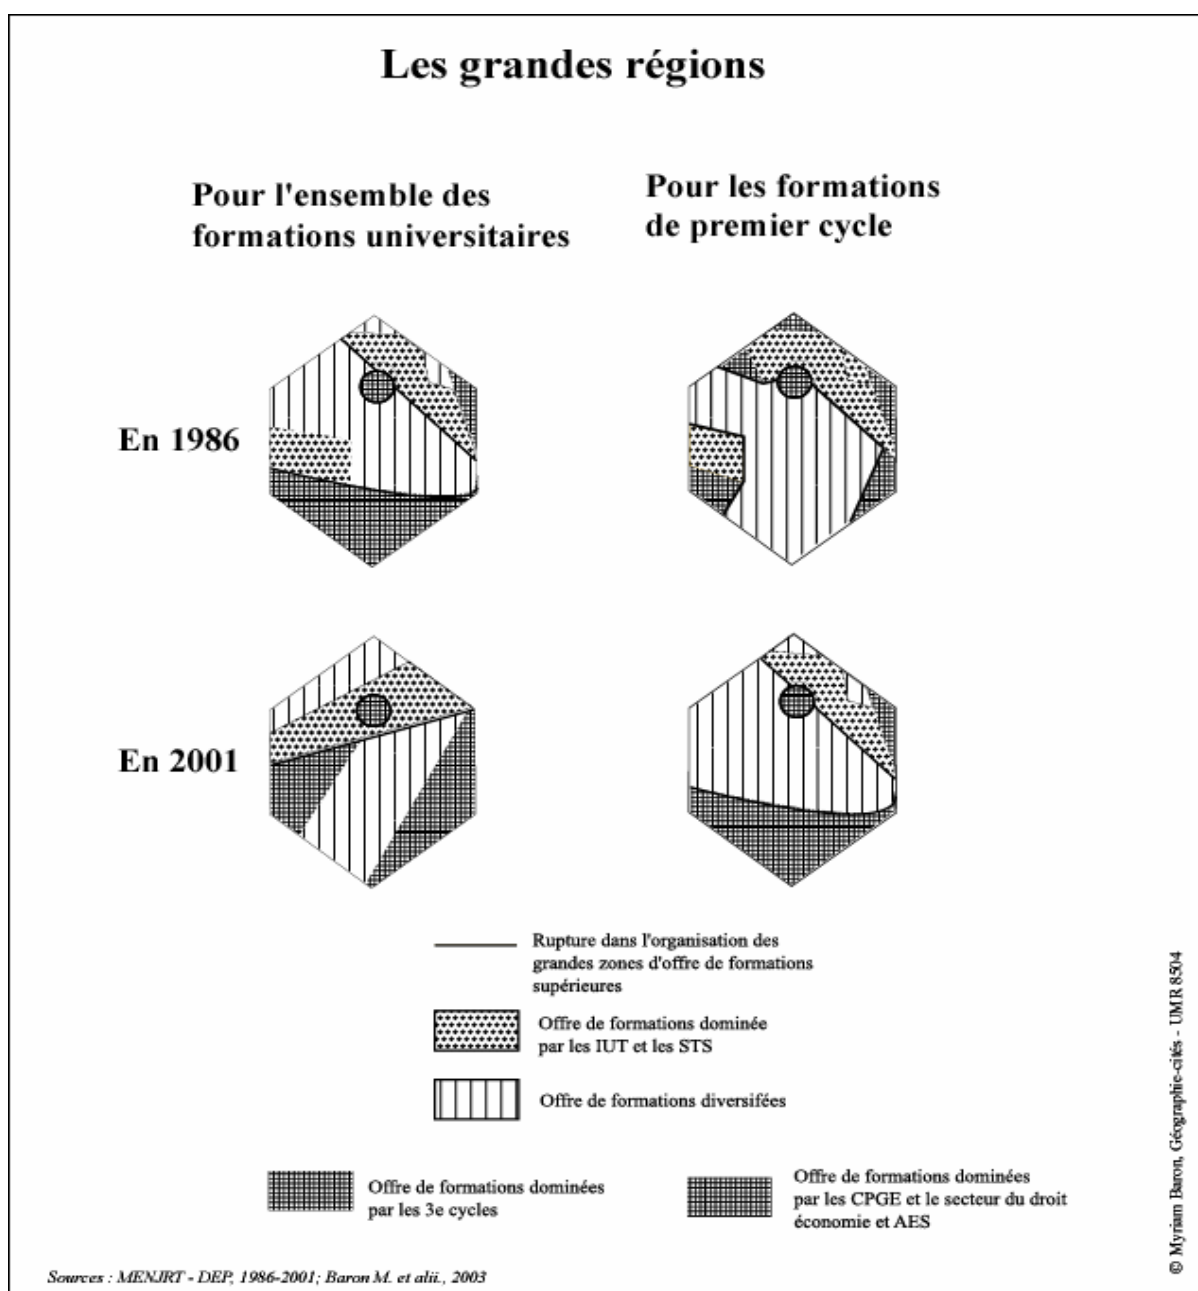 Les grandes régions
Pour l'ensemble des
formations universitaires
Pour les formations
de premier cycle
En 1986
En 2001
Rupture dans l'organisation des
grandes zones d'offre de formations
supérieures
Offre de formations dominée
par les IUT et les STS
Offre de formations diversifées
Offre de formations dominées
par les 3e cycles
Offre de formations dominées
par les CPGE et le secteur du droit
économie et AES
Sources : MENJRT - DEP, 1986-2001; Baron M. et alii., 2003
© Myriam Baron, Géographie-cités - UMR 8504